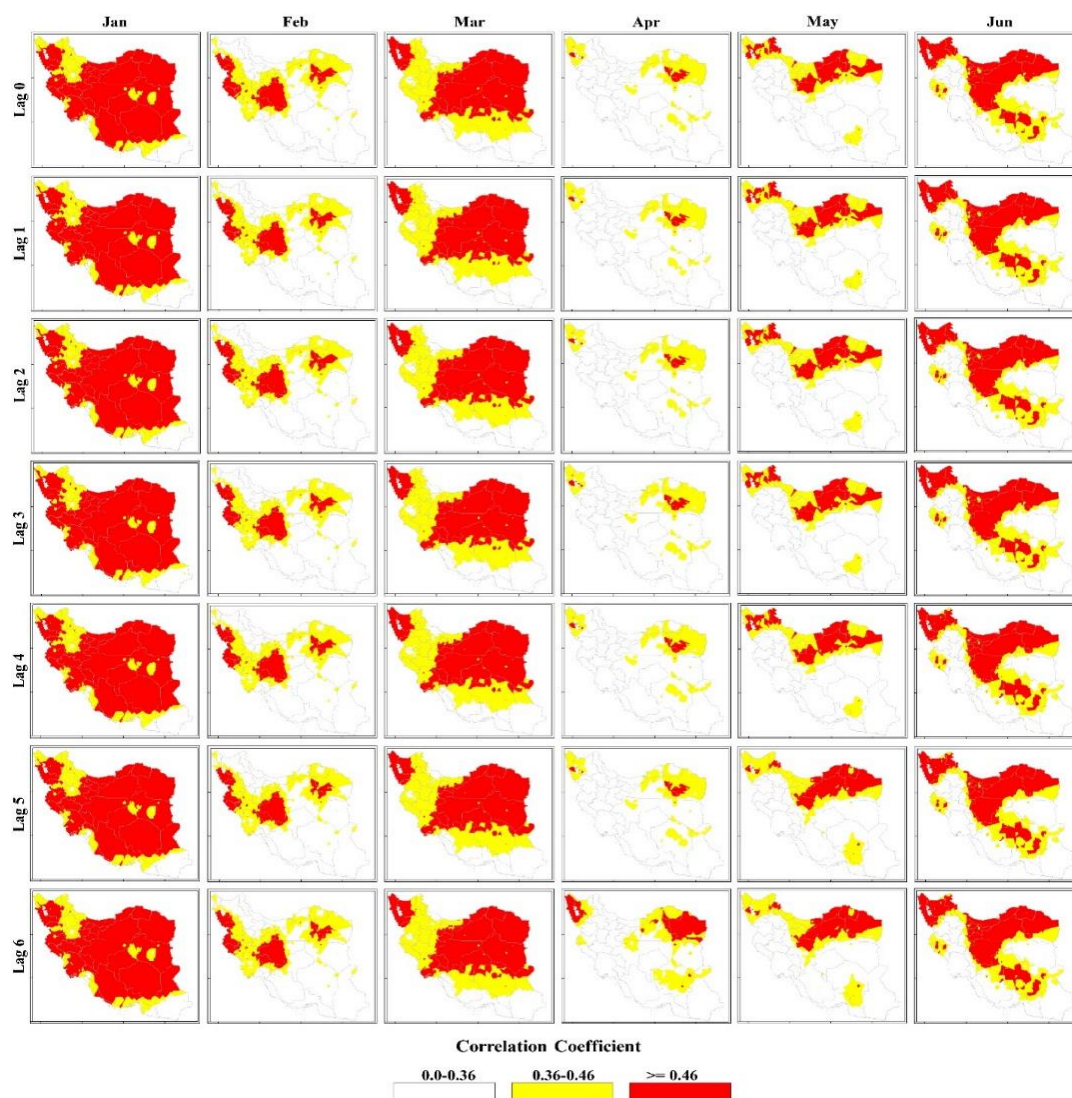 Jan Feb Mar Apr May Jun
Lag 0
Lag 1
Lag 2
Lag 3
Lag 4
Lag 5
Lag 6
Correlation Coefficient
0.0-0.36 0.36-0.46 >= 0.46